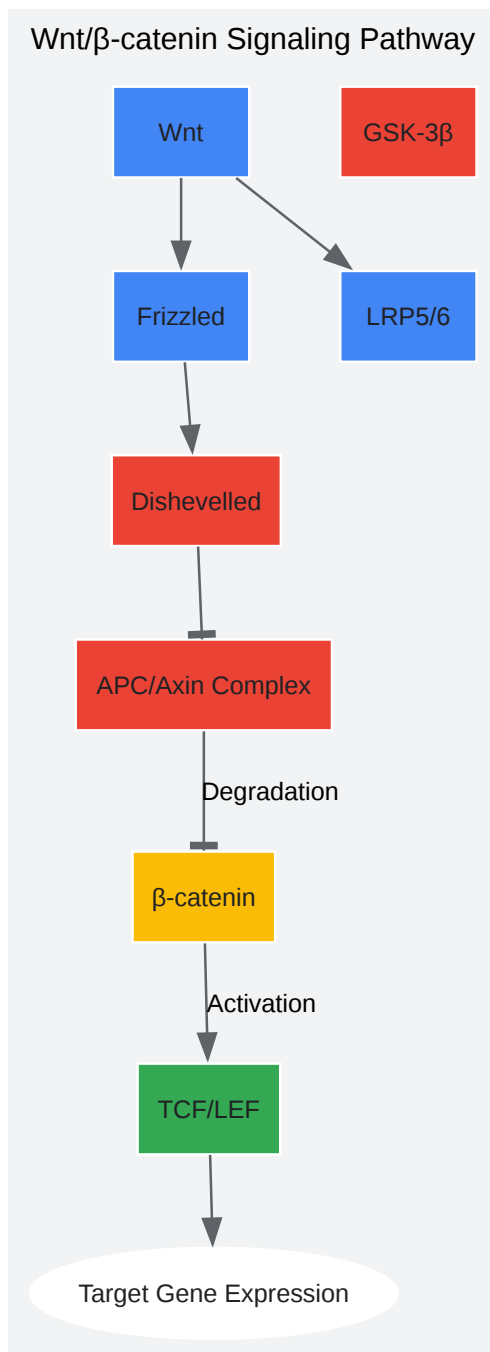 Wnt/β-catenin Signaling Pathway
Wnt
GSK-3β
Frizzled
LRP5/6
Dishevelled
APC/Axin Complex
Degradation
β-catenin
Activation
TCF/LEF
Target Gene Expression